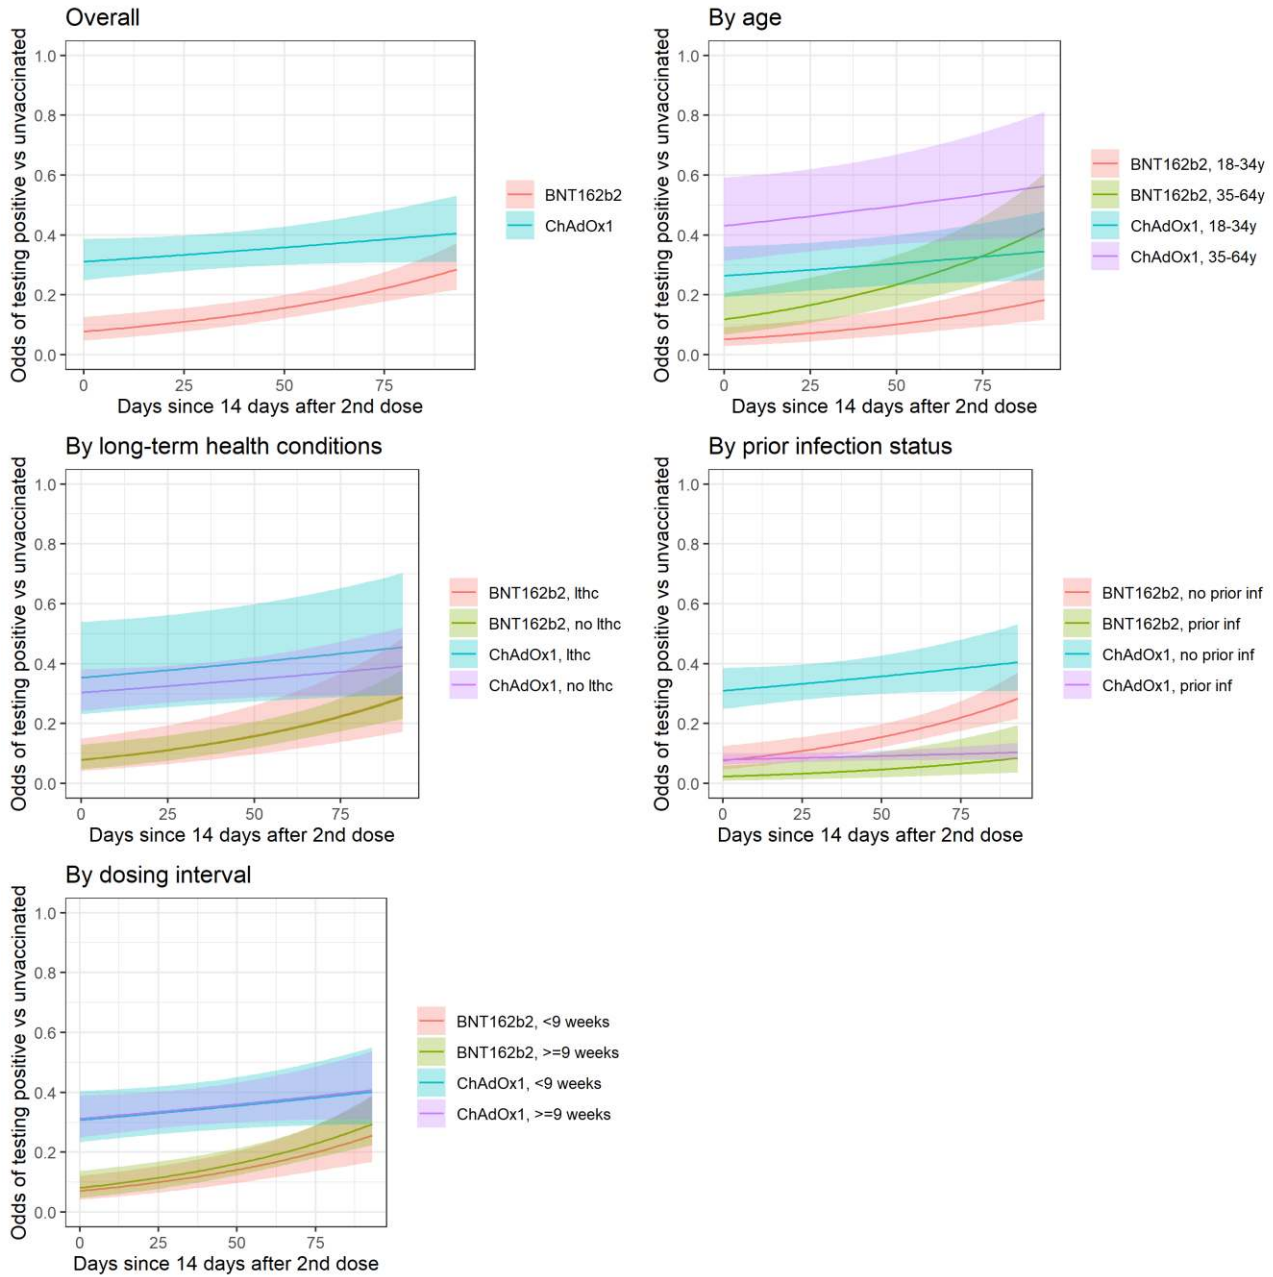 Overall
Odds of testing positive vs unvaccinated
1.0
0.8
0.6
0.4
0.2
0.0
0 25 50 75
Days since 14 days after 2nd dose
BNT162b2
ChAdOx1
By age
Odds of testing positive vs unvaccinated
1.0
0.8
0.6
0.4
0.2
0.0
0 25 50 75
Days since 14 days after 2nd dose
BNT162b2, 18-34y
BNT162b2, 35-64y
ChAdOx1, 18-34y
ChAdOx1, 35-64y
By long-term health conditions
Odds of testing positive vs unvaccinated
1.0
0.8
0.6
0.4
0.2
0.0
0 25 50 75
Days since 14 days after 2nd dose
BNT162b2, lthc
BNT162b2, no lthc
ChAdOx1, lthc
ChAdOx1, no lthc
By prior infection status
Odds of testing positive vs unvaccinated
1.0
0.8
0.6
0.4
0.2
0.0
0 25 50 75
Days since 14 days after 2nd dose
BNT162b2, no prior inf
BNT162b2, prior inf
ChAdOx1, no prior inf
ChAdOx1, prior inf
By dosing interval
Odds of testing positive vs unvaccinated
1.0
0.8
0.6
0.4
0.2
0.0
0 25 50 75
Days since 14 days after 2nd dose
BNT162b2, <9 weeks
BNT162b2, >=9 weeks
ChAdOx1, <9 weeks
ChAdOx1, >=9 weeks